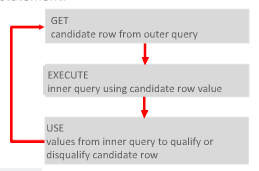 GET
candidate row from outer query
EXECUTE
inner query using candidate row value
USE
values from inner query to qualify or
disqualify candidate row